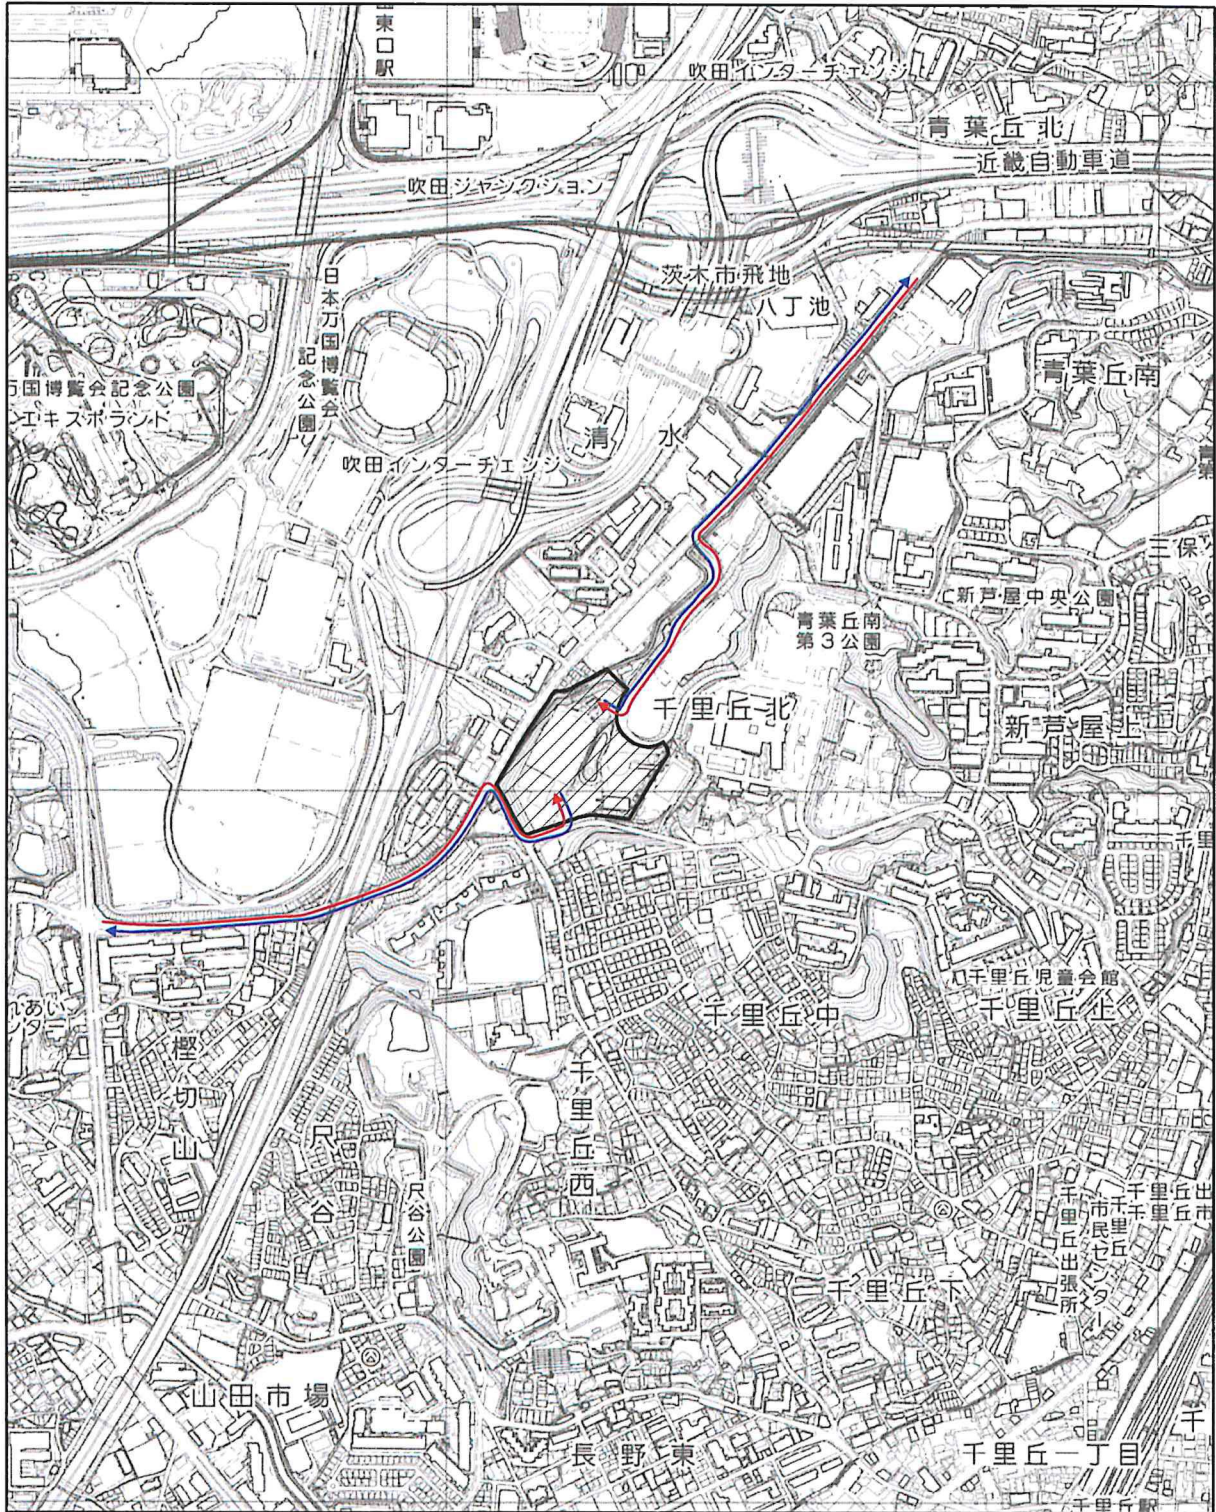 東口駅
吹田インターチェンジ
青葉丘北
近畿自動車道
吹田ジャンクション
茨木市飛地
八丁池
日本万国博覧会
記念公園
万国博覧会記念公園
エキスポランド
青葉丘南
清水
吹田インターチェンジ
三保
新芦屋中央公園
青葉丘南
第3公園
千里丘北
新芦屋上
千里
千里丘児童会館
千里丘中
千里丘上
れあい
ンター
樫切山
千里丘西
尺谷
尺谷公園
千里丘出張所
市民センター
千里丘
千里丘下
山田市場
長野東
千里丘一丁目
千